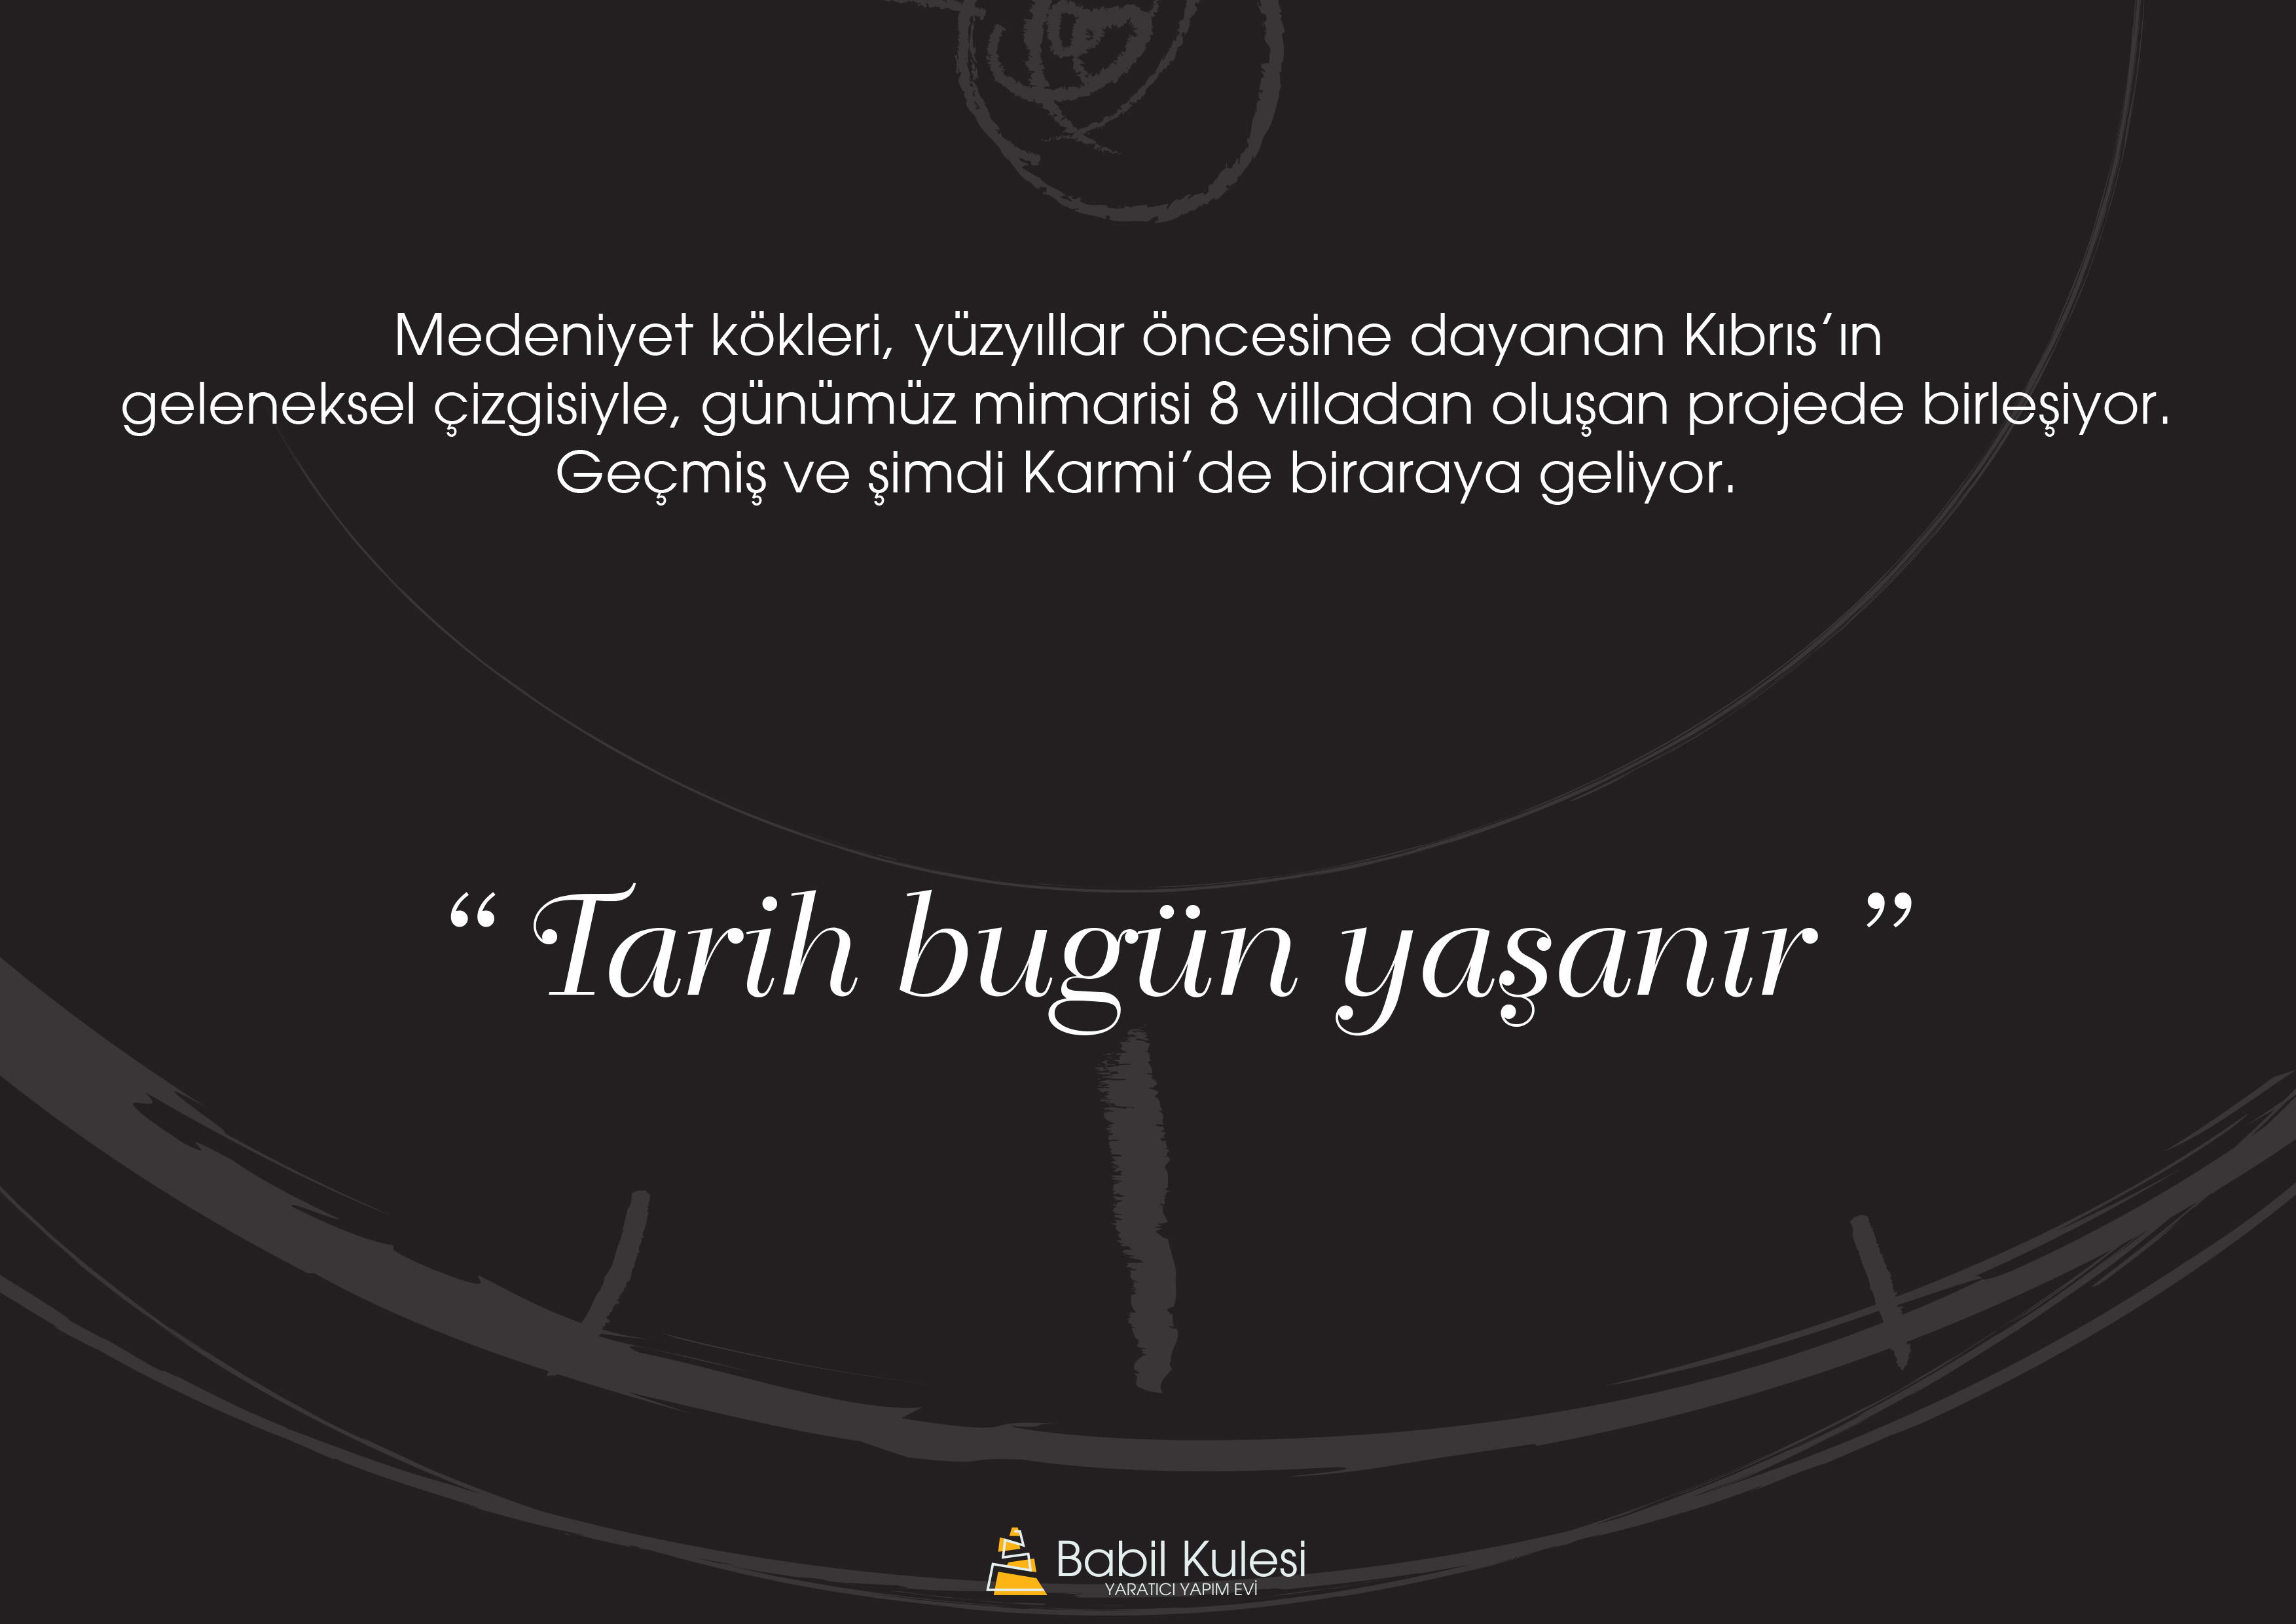 Medeniyet kökleri, yüzyıllar öncesine dayanan Kıbrıs‘ın
geleneksel çizgisiyle, günümüz mimarisi 8 villadan oluşan projede birleşiyor.
Geçmiş ve şimdi Karmi‘de biraraya geliyor.
“ Tarih bugün yaşanır ”
Babil Kulesi
YARATICI YAPIM EVİ